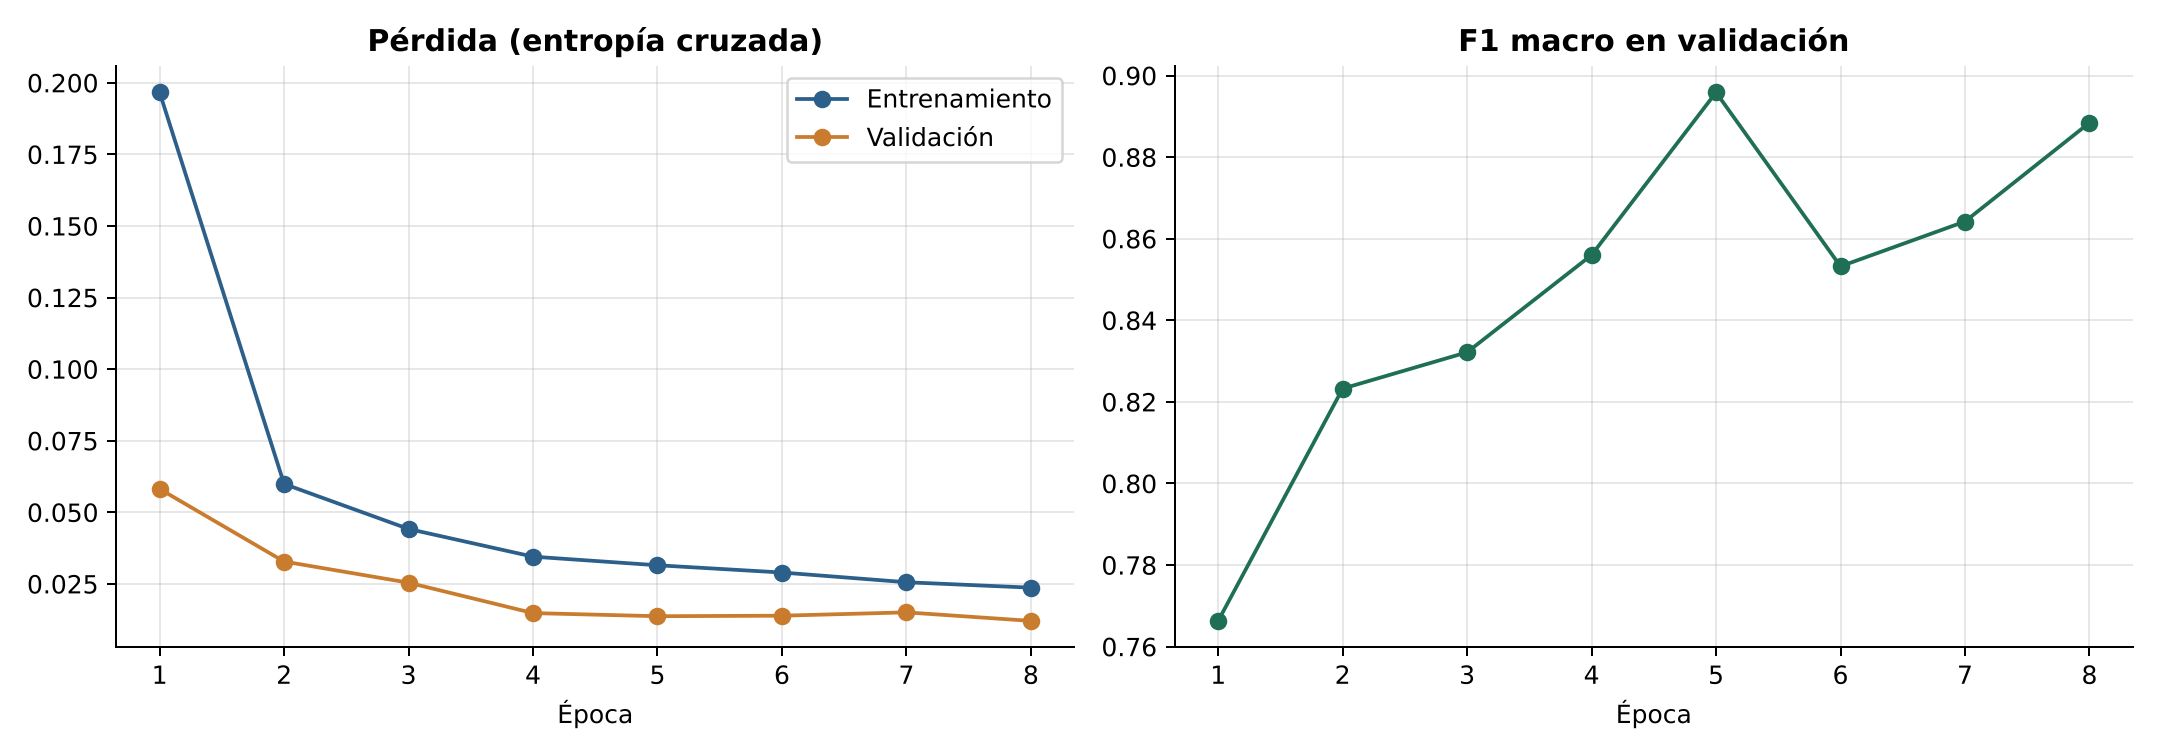 Pérdida (entropía cruzada)
0.200
0.175
0.150
0.125
0.100
0.075
0.050
0.025
Entrenamiento
Validación
1 2 3 4 5 6 7 8
Época
F1 macro en validación
0.90
0.88
0.86
0.84
0.82
0.80
0.78
0.76
1 2 3 4 5 6 7 8
Época